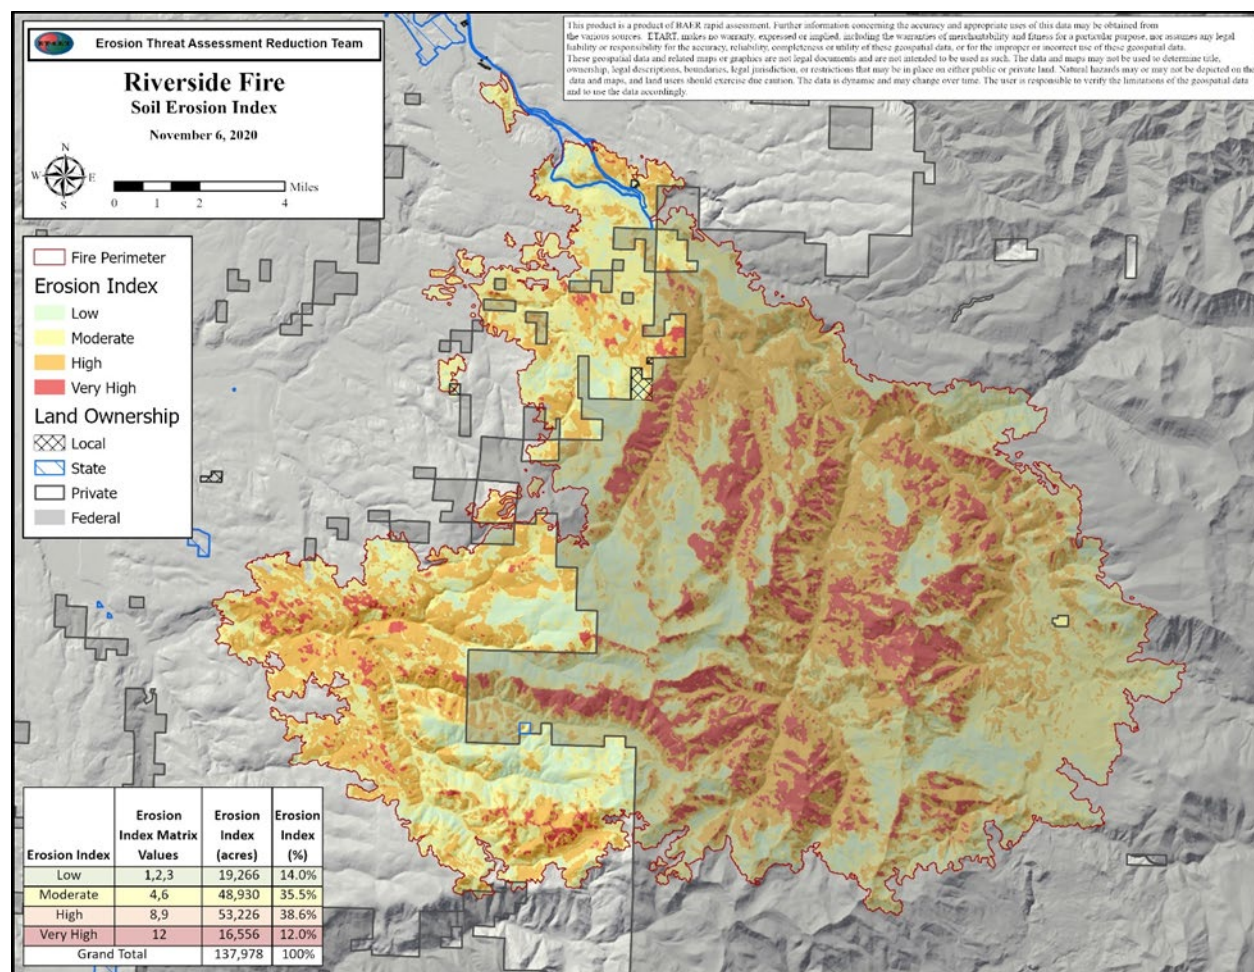 ETART
Erosion Threat Assessment Reduction Team
Riverside Fire
Soil Erosion Index
November 6, 2020
N
W E
S
0 1 2 4 Miles
This product is a product of BAER rapid assessment. Further information concerning the accuracy and appropriate uses of this data may be obtained from
the various sources. ETART, makes no warranty, expressed or implied, including the warranties of merchantability and fitness for a particular purpose, nor assumes any legal
liability or responsibility for the accuracy, reliability, completeness or utility of these geospatial data, or for the improper or incorrect use of these geospatial data.
These geospatial data and related maps or graphics are not legal documents and are not intended to be used as such. The data and maps may not be used to determine title,
ownership, legal descriptions, boundaries, legal jurisdiction, or restrictions that may be in place on either public or private land. Natural hazards may or may not be depicted on the
data and maps, and land users should exercise due caution. The data is dynamic and may change over time. The user is responsible to verify the limitations of the geospatial data
and to use the data accordingly.
Fire Perimeter
Erosion Index
Low
Moderate
High
Very High
Land Ownership
Local
State
Private
Federal
Erosion Index Erosion Index Matrix Values Erosion Index (acres) Erosion Index (%)
Low 1,2,3 19,266 14.0%
Moderate 4,6 48,930 35.5%
High 8,9 53,226 38.6%
Very High 12 16,556 12.0%
Grand Total 137,978 100%